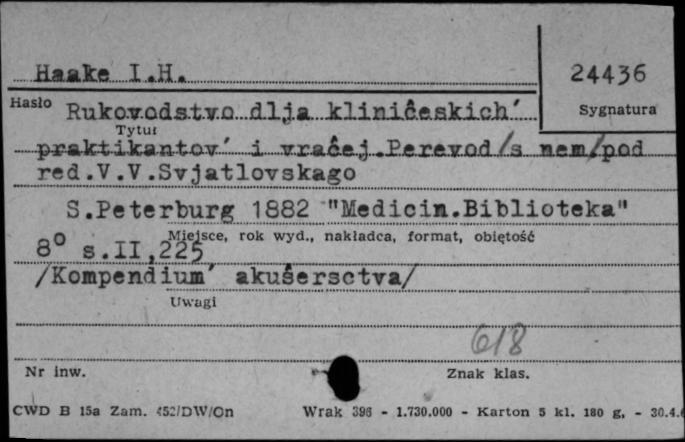 Haake I.H.
24436
Hasło
Sygnatura
Rukovodstvo dlja kliničeskich'
Tytuł
praktikantov' i vračej.Perevod/s nem/pod
red.V.V.Svjatlovskago
S.Peterburg 1882 "Medicin.Biblioteka"
Miejsce, rok wyd., nakładca, format, objętość
8° s.II,225
/Kompendium' akušersctva/
Uwagi
618
Nr inw.
Znak klas.
CWD B 15a Zam. 452/DW/On
Wrak 396 - 1.730.000 - Karton 5 kl. 180 g, - 30.4.